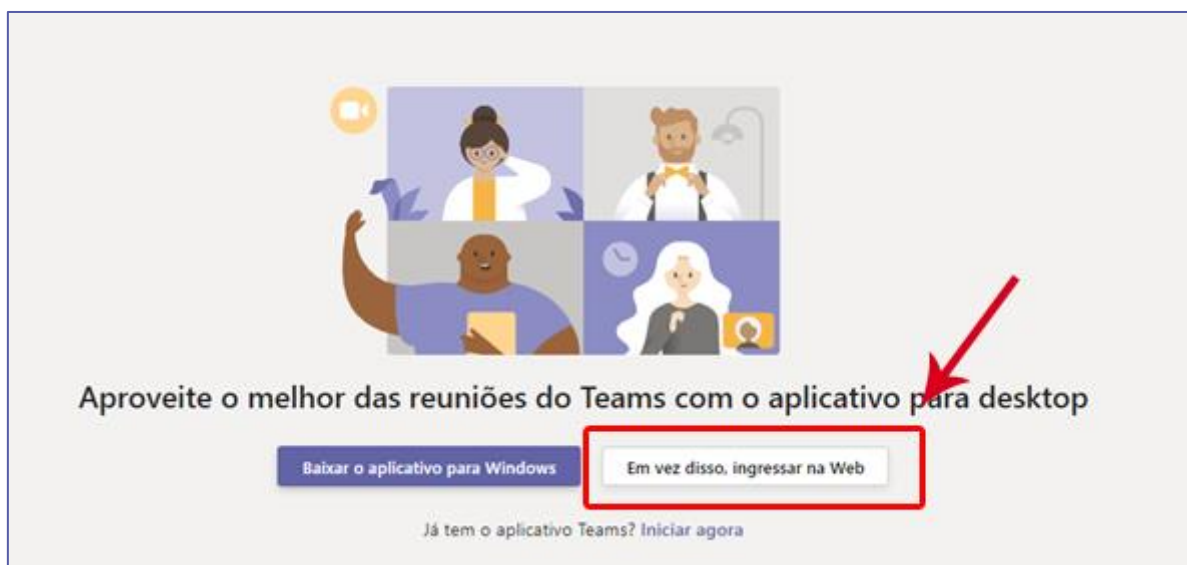 Aproveite o melhor das reuniões do Teams com o aplicativo para desktop
Baixar o aplicativo para Windows
Em vez disso, ingressar na Web
Já tem o aplicativo Teams? Iniciar agora